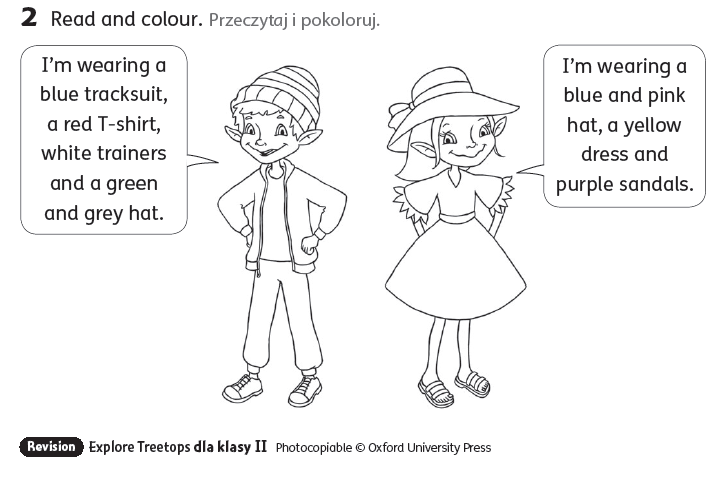 2 Read and colour. Przeczytaj i pokoloruj.
I'm wearing a
blue tracksuit,
a red T-shirt,
white trainers
and a green
and grey hat.
I'm wearing a
blue and pink
hat, a yellow
dress and
purple sandals.
Revision Explore Treetops dla klasy II Photocopiable © Oxford University Press